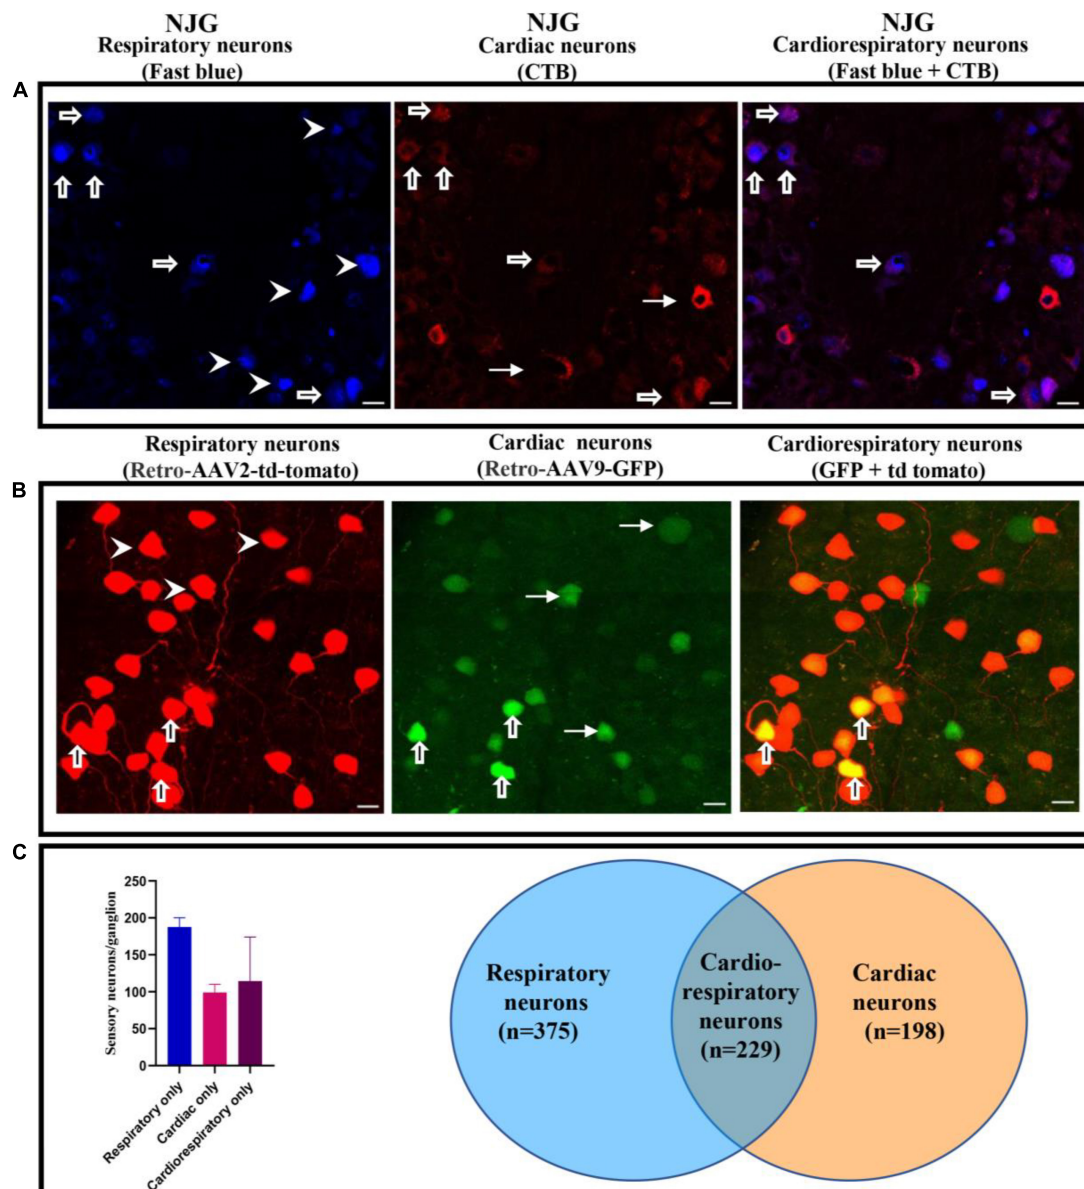 NJG
Respiratory neurons
(Fast blue)
NJG
Cardiac neurons
(CTB)
NJG
Cardiorespiratory neurons
(Fast blue + CTB)
A
Respiratory neurons
(Retro-AAV2-td-tomato)
Cardiac neurons
(Retro-AAV9-GFP)
Cardiorespiratory neurons
(GFP + td tomato)
B
C
Sensory neurons/ganglion
250
200
150
100
50
0
Respiratory only
Cardiac only
Cardiorespiratory only
Respiratory
neurons
(n=375)
Cardio-
respiratory
neurons
(n=229)
Cardiac
neurons
(n=198)